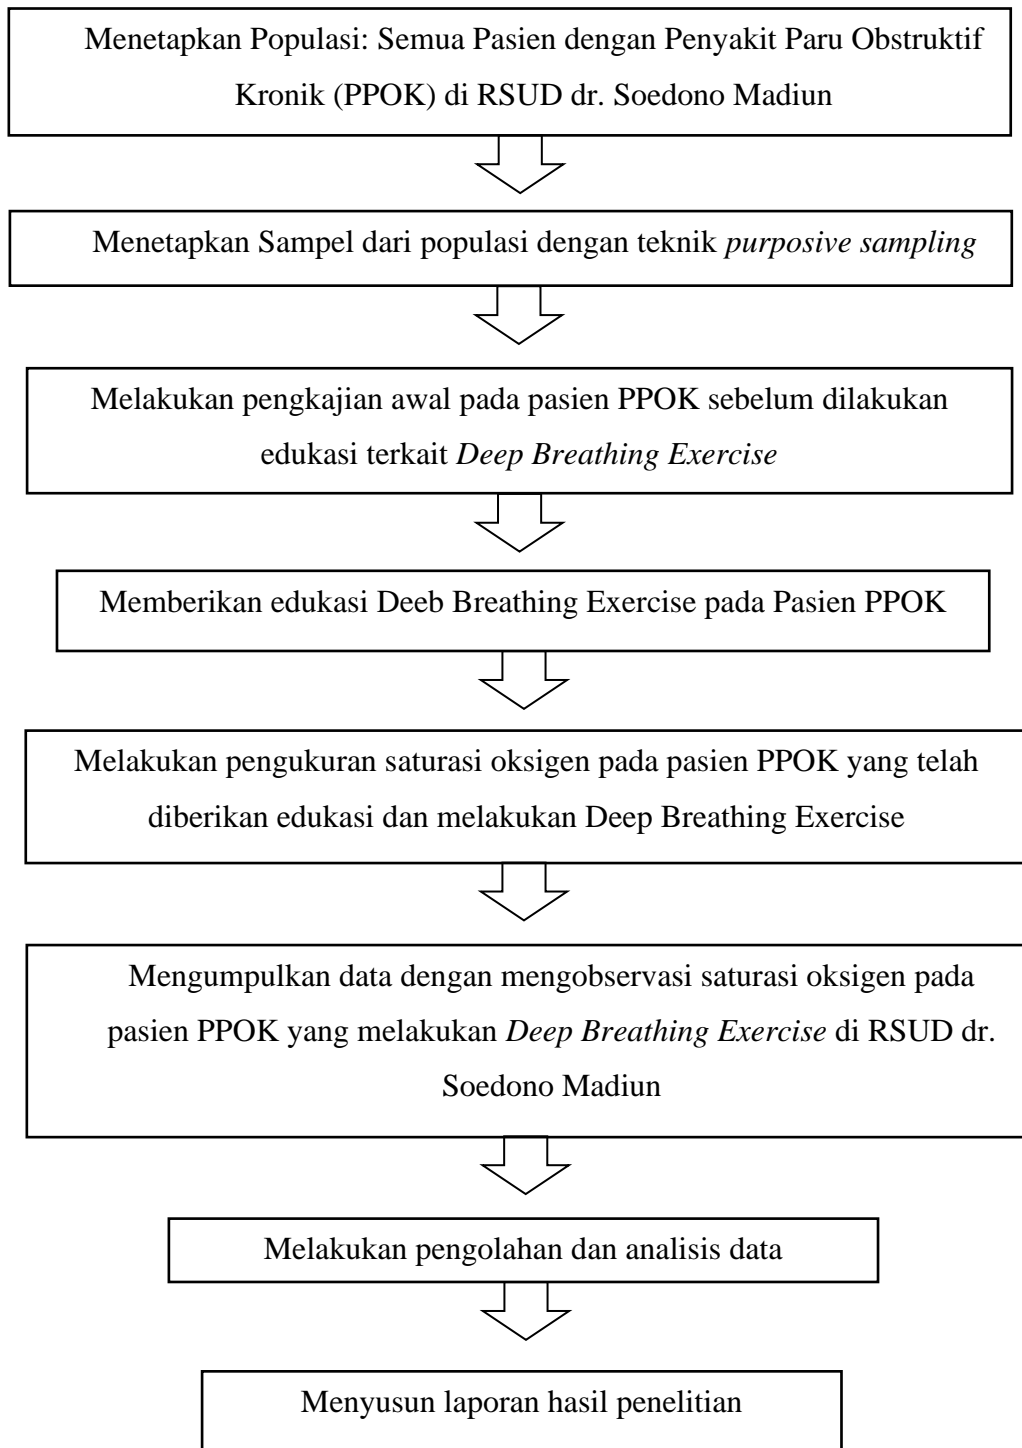 Menetapkan Populasi: Semua Pasien dengan Penyakit Paru Obstruktif
Kronik (PPOK) di RSUD dr. Soedono Madiun
Menetapkan Sampel dari populasi dengan teknik purposive sampling
Melakukan pengkajian awal pada pasien PPOK sebelum dilakukan
edukasi terkait Deep Breathing Exercise
Memberikan edukasi Deeb Breathing Exercise pada Pasien PPOK
Melakukan pengukuran saturasi oksigen pada pasien PPOK yang telah
diberikan edukasi dan melakukan Deep Breathing Exercise
Mengumpulkan data dengan mengobservasi saturasi oksigen pada
pasien PPOK yang melakukan Deep Breathing Exercise di RSUD dr.
Soedono Madiun
Melakukan pengolahan dan analisis data
Menyusun laporan hasil penelitian